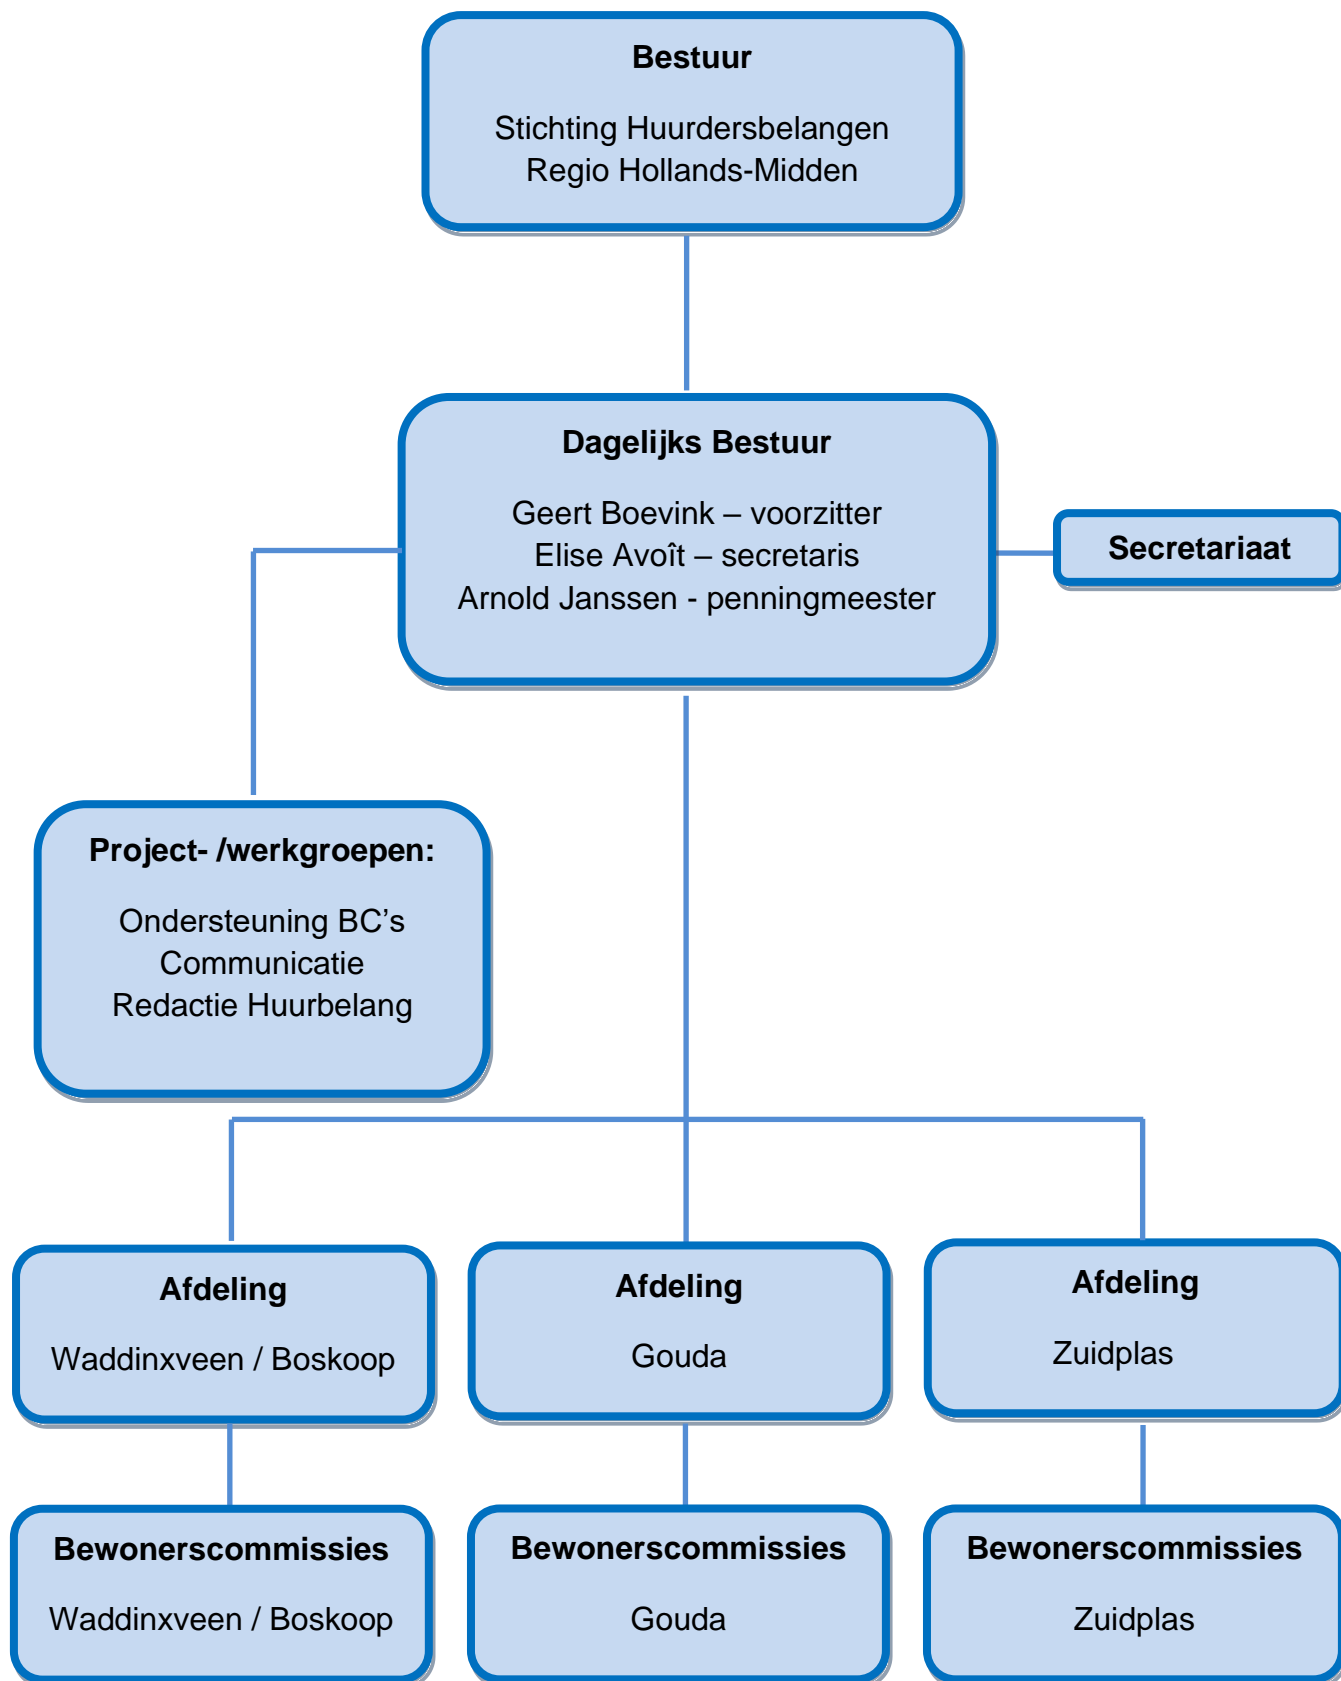 Bestuur
Stichting Huurdersbelangen
Regio Hollands-Midden
Dagelijks Bestuur
Geert Boevink – voorzitter
Elise Avoît – secretaris
Arnold Janssen - penningmeester
Secretariaat
Project- /werkgroepen:
Ondersteuning BC’s
Communicatie
Redactie Huurbelang
Afdeling
Waddinxveen / Boskoop
Afdeling
Gouda
Afdeling
Zuidplas
Bewonerscommissies
Waddinxveen / Boskoop
Bewonerscommissies
Gouda
Bewonerscommissies
Zuidplas